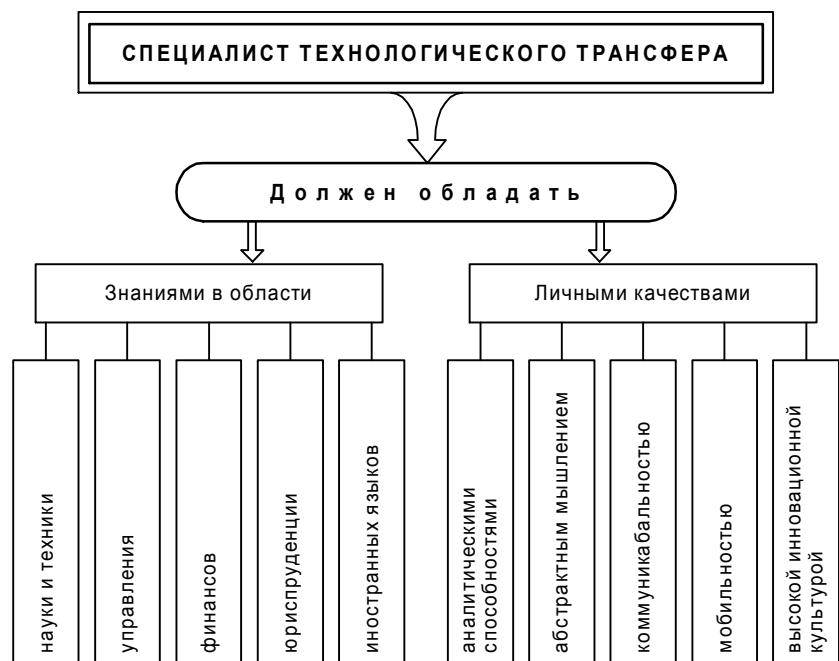 СПЕЦИАЛИСТ ТЕХНОЛОГИЧЕСКОГО ТРАНСФЕРА
Должен обладать
Знаниями в области
Личными качествами
науки и техники
управления
финансов
юриспруденции
иностранных языков
аналитическими
способностями
абстрактным мышлением
коммуникабальностью
мобильностью
высокой инновационной
культурой